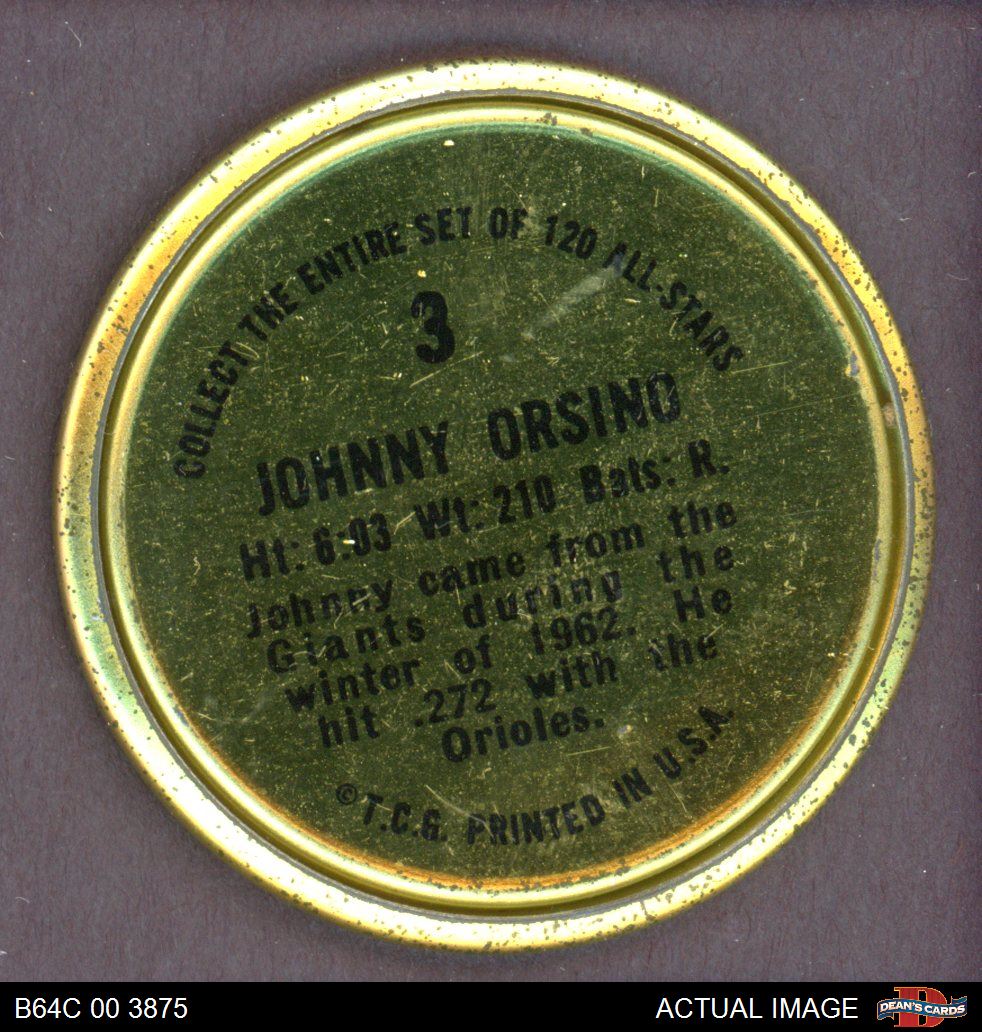 COLLECT THE ENTIRE SET OF 120 ALL-STARS
3
JOHNNY ORSINO
Ht: 6:03 Wt: 210 Bats: R.
Johnny came from the
Giants during the
winter of 1962. He
hit .272 with the
Orioles.
© T.C.G. PRINTED IN U.S.A.
B64C 00 3875
ACTUAL IMAGE
DEAN'S CARDS